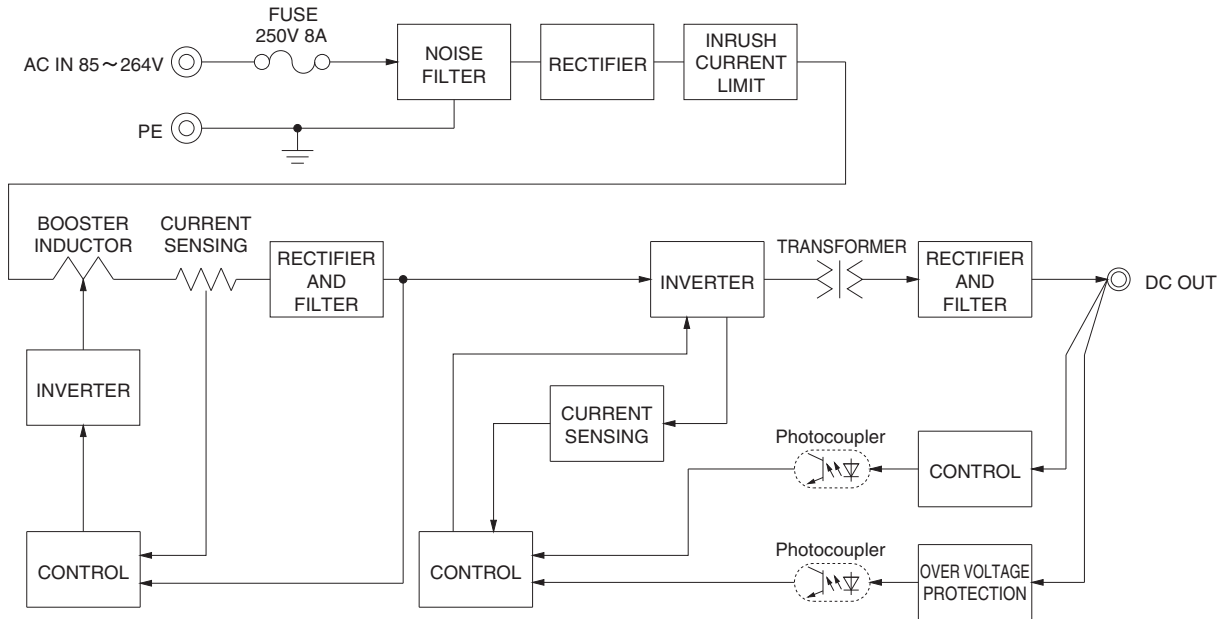 FUSE
250V 8A
AC IN 85～264V
NOISE
FILTER
RECTIFIER
INRUSH
CURRENT
LIMIT
PE
BOOSTER
INDUCTOR
CURRENT
SENSING
RECTIFIER
AND
FILTER
INVERTER
TRANSFORMER
RECTIFIER
AND
FILTER
DC OUT
INVERTER
CURRENT
SENSING
Photocoupler
CONTROL
CONTROL
CONTROL
Photocoupler
OVER VOLTAGE
PROTECTION